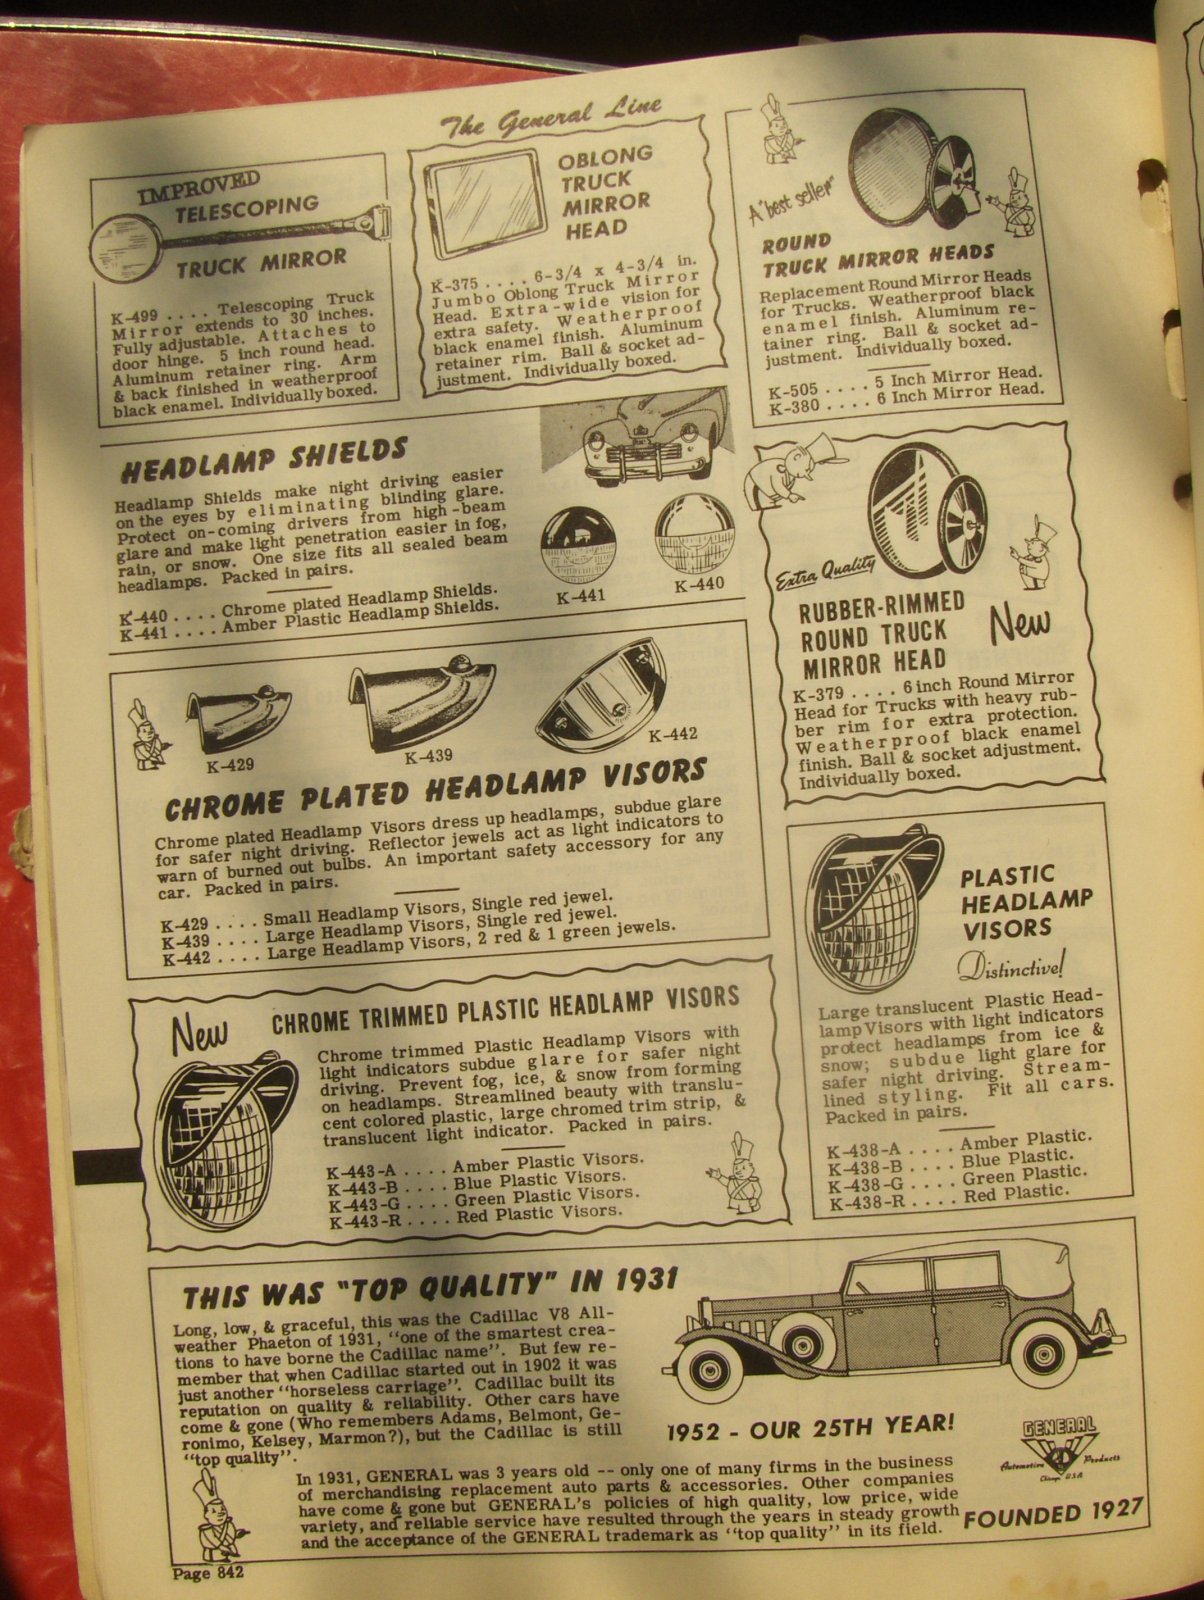 The General Line
IMPROVED
TELESCOPING
TRUCK MIRROR
K-499 .... Telescoping Truck
Mirror extends to 30 inches.
Fully adjustable. Attaches to
door hinge. 5 inch round head.
Aluminum retainer ring. Arm
& back finished in weatherproof
black enamel. Individually boxed.
OBLONG
TRUCK
MIRROR
HEAD
K-375 .... 6-3/4 x 4-3/4 in.
Jumbo Oblong Truck Mirror
Head. Extra-wide vision for
extra safety. Weatherproof
black enamel finish. Aluminum
retainer rim. Ball & socket ad-
justment. Individually boxed.
A "best seller"
ROUND
TRUCK MIRROR HEADS
Replacement Round Mirror Heads
for Trucks. Weatherproof black
enamel finish. Aluminum re-
tainer ring. Ball & socket ad-
justment. Individually boxed.
K-505 .... 5 Inch Mirror Head.
K-380 .... 6 Inch Mirror Head.
HEADLAMP SHIELDS
Headlamp Shields make night driving easier
on the eyes by eliminating blinding glare.
Protect on-coming drivers from high-beam
glare and make light penetration easier in fog,
rain, or snow. One size fits all sealed beam
headlamps. Packed in pairs.
K-440 .... Chrome plated Headlamp Shields.
K-441 .... Amber Plastic Headlamp Shields.
K-441
K-440
Extra Quality
RUBBER-RIMMED
ROUND TRUCK
MIRROR HEAD
New
K-379 .... 6 inch Round Mirror
Head for Trucks with heavy rub-
ber rim for extra protection.
Weatherproof black enamel
finish. Ball & socket adjustment.
Individually boxed.
K-429
K-439
K-442
CHROME PLATED HEADLAMP VISORS
Chrome plated Headlamp Visors dress up headlamps, subdue glare
for safer night driving. Reflector jewels act as light indicators to
warn of burned out bulbs. An important safety accessory for any
car. Packed in pairs.
K-429 .... Small Headlamp Visors, Single red jewel.
K-439 .... Large Headlamp Visors, Single red jewel.
K-442 .... Large Headlamp Visors, 2 red & 1 green jewels.
PLASTIC
HEADLAMP
VISORS
Distinctive!
Large translucent Plastic Head-
lamp Visors with light indicators
protect headlamps from ice &
snow; subdue light glare for
safer night driving. Stream-
lined styling. Fit all cars.
Packed in pairs.
K-438-A .... Amber Plastic.
K-438-B .... Blue Plastic.
K-438-G .... Green Plastic.
K-438-R .... Red Plastic.
New
CHROME TRIMMED PLASTIC HEADLAMP VISORS
Chrome trimmed Plastic Headlamp Visors with
light indicators subdue glare for safer night
driving. Prevent fog, ice, & snow from forming
on headlamps. Streamlined beauty with translu-
cent colored plastic, large chromed trim strip, &
translucent light indicator. Packed in pairs.
K-443-A .... Amber Plastic Visors.
K-443-B .... Blue Plastic Visors.
K-443-G .... Green Plastic Visors.
K-443-R .... Red Plastic Visors.
THIS WAS "TOP QUALITY" IN 1931
Long, low, & graceful, this was the Cadillac V8 All-
weather Phaeton of 1931, "one of the smartest crea-
tions to have borne the Cadillac name". But few re-
member that when Cadillac started out in 1902 it was
just another "horseless carriage". Cadillac built its
reputation on quality & reliability. Other cars have
come & gone (Who remembers Adams, Belmont, Ge-
ronimo, Kelsey, Marmon?), but the Cadillac is still
"top quality".
1952 - OUR 25TH YEAR!
GENERAL
Automotive Products
Chicago U.S.A
In 1931, GENERAL was 3 years old -- only one of many firms in the business
of merchandising replacement auto parts & accessories. Other companies
have come & gone but GENERAL's policies of high quality, low price, wide
variety, and reliable service have resulted through the years in steady growth
and the acceptance of the GENERAL trademark as "top quality" in its field.
FOUNDED 1927
Page 842